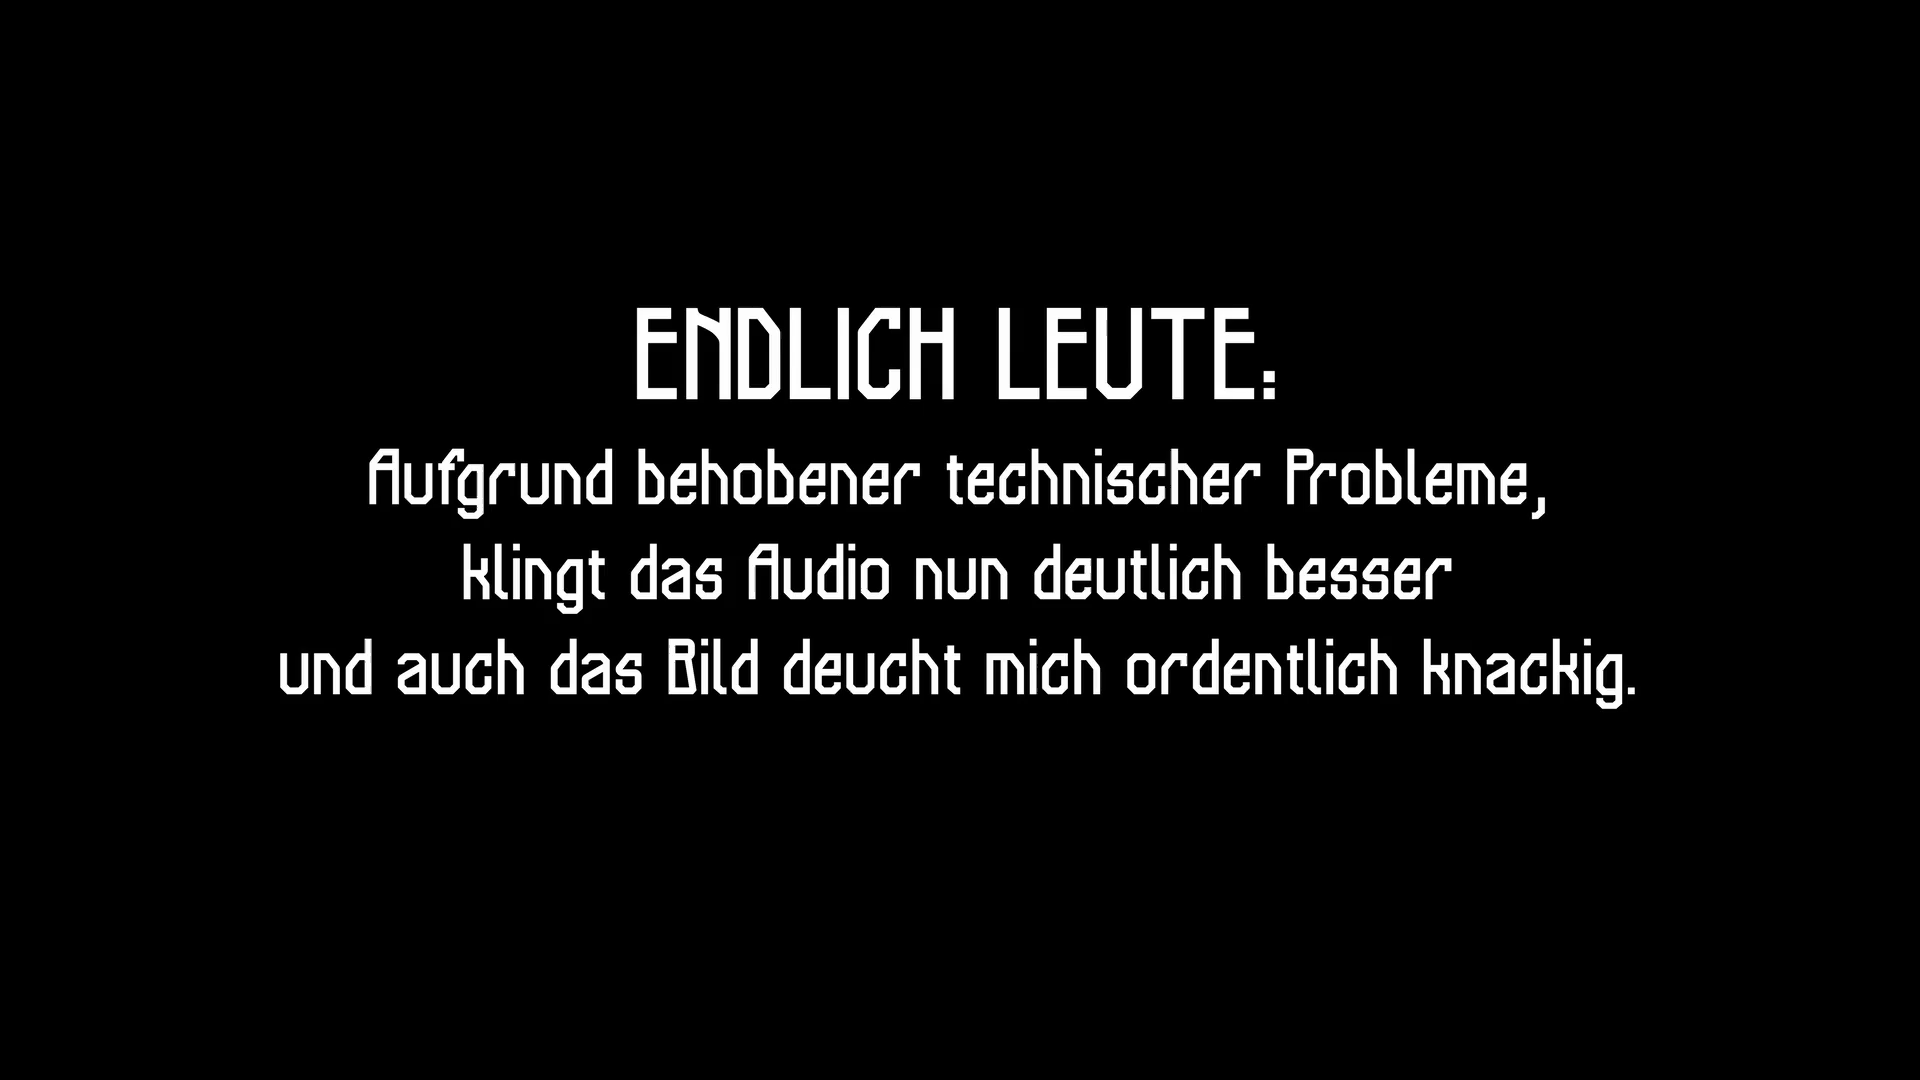 ENDLICH LEUTE:
Aufgrund behobener technischer Probleme,
klingt das Audio nun deutlich besser
und auch das Bild deucht mich ordentlich knackig.